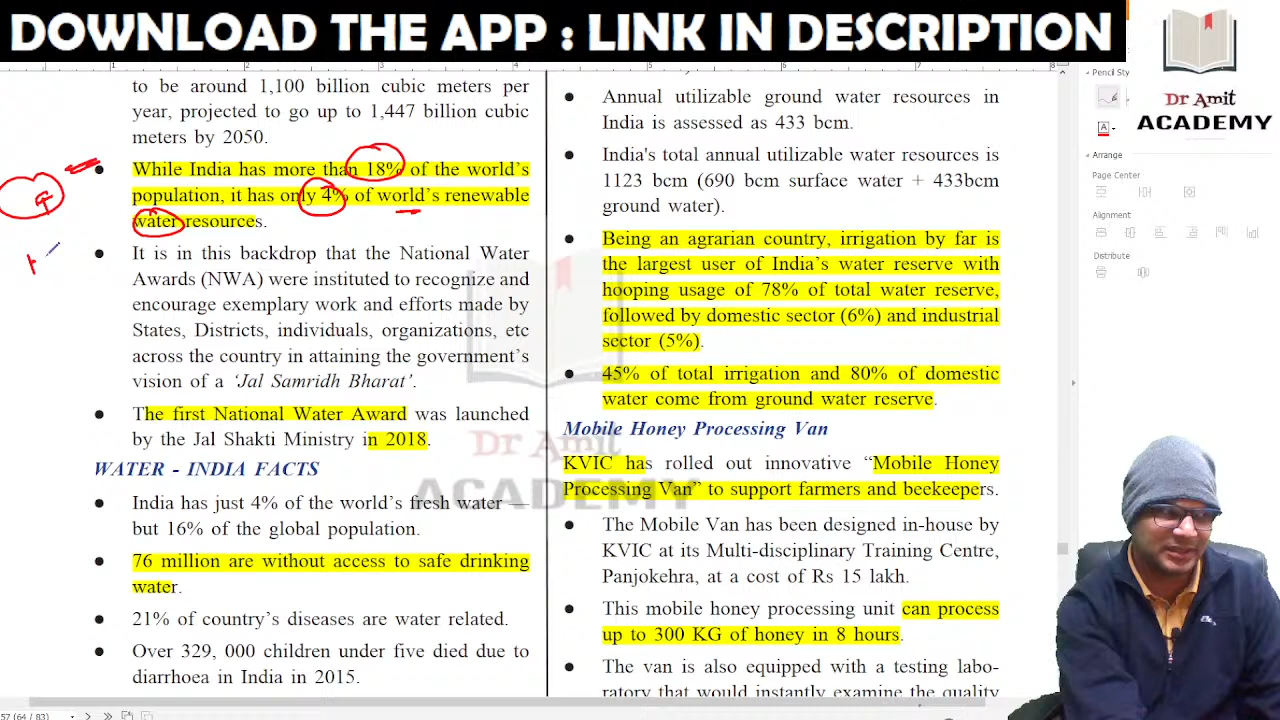 DOWNLOAD THE APP : LINK IN DESCRIPTION
Dr Amit
ACADEMY
to be around 1,100 billion cubic meters per
year, projected to go up to 1,447 billion cubic
meters by 2050.
While India has more than 18% of the world's
population, it has only 4% of world's renewable
water resources.
It is in this backdrop that the National Water
Awards (NWA) were instituted to recognize and
encourage exemplary work and efforts made by
States, Districts, individuals, organizations, etc
across the country in attaining the government's
vision of a 'Jal Samridh Bharat'.
The first National Water Award was launched
by the Jal Shakti Ministry in 2018.
WATER - INDIA FACTS
India has just 4% of the world's fresh water —
but 16% of the global population.
76 million are without access to safe drinking
water.
21% of country's diseases are water related.
Over 329, 000 children under five died due to
diarrhoea in India in 2015.
Annual utilizable ground water resources in
India is assessed as 433 bcm.
India's total annual utilizable water resources is
1123 bcm (690 bcm surface water + 433bcm
ground water).
Being an agrarian country, irrigation by far is
the largest user of India's water reserve with
hooping usage of 78% of total water reserve,
followed by domestic sector (6%) and industrial
sector (5%).
45% of total irrigation and 80% of domestic
water come from ground water reserve.
Mobile Honey Processing Van
KVIC has rolled out innovative “Mobile Honey
Processing Van” to support farmers and beekeepers.
The Mobile Van has been designed in-house by
KVIC at its Multi-disciplinary Training Centre,
Panjokehra, at a cost of Rs 15 lakh.
This mobile honey processing unit can process
up to 300 KG of honey in 8 hours.
The van is also equipped with a testing labo-
ratory that would instantly examine the quality
Dr Amit
ACADEMY
Pencil Sty
Arrange
Page Center
Alignment
Distribute
57 (64 / 83)